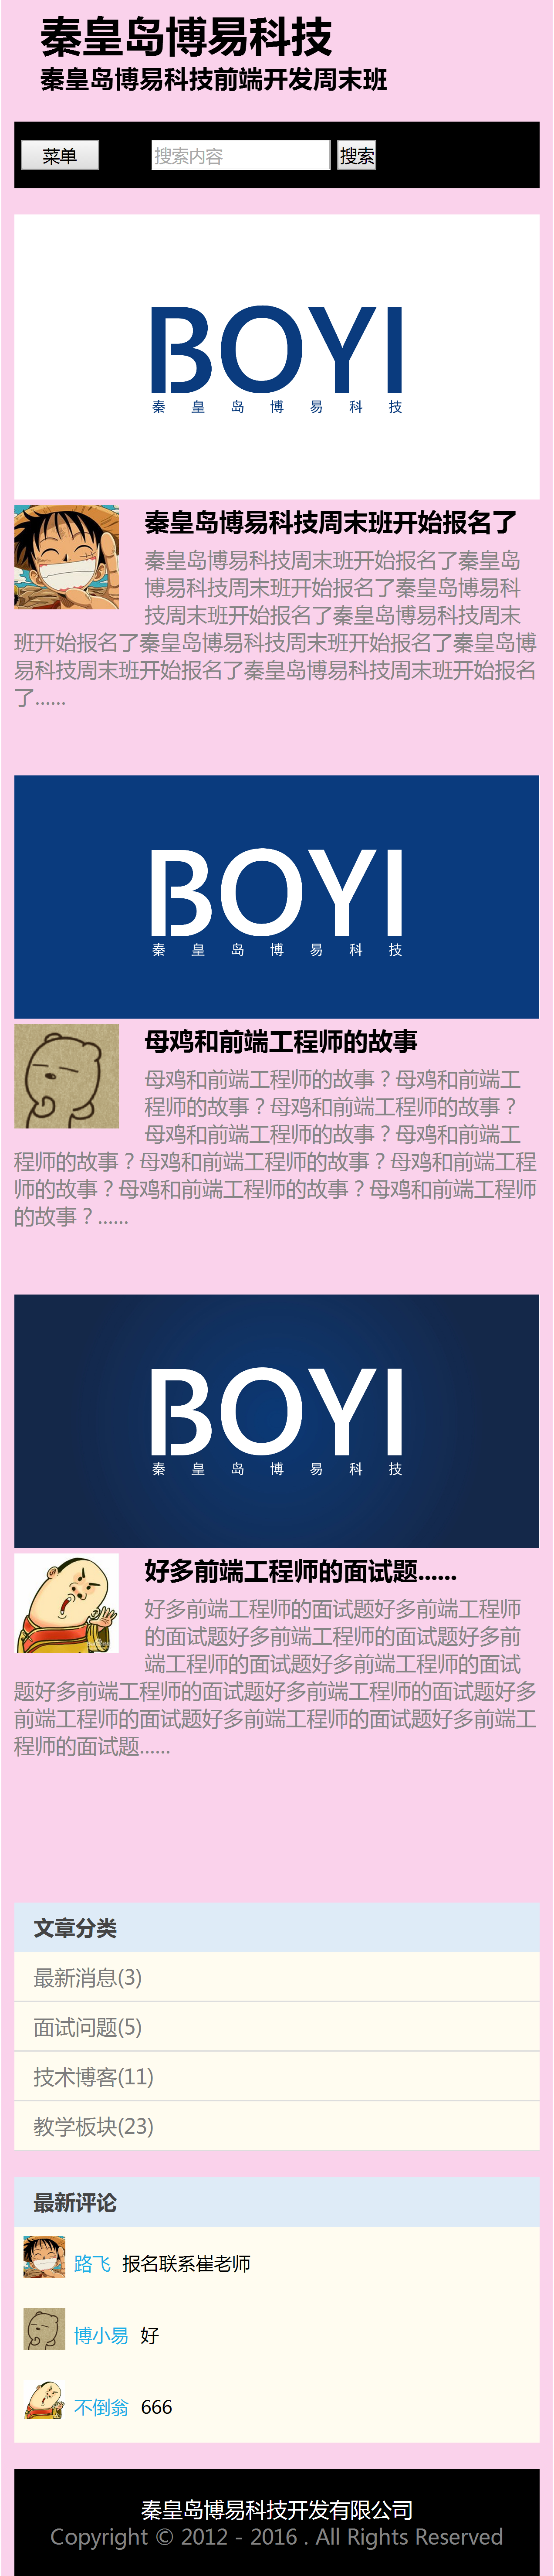 秦皇岛博易科技
秦皇岛博易科技前端开发周末班
菜单 搜索内容 搜索
BOYI
秦皇岛博易科技
秦皇岛博易科技周末班开始报名了
秦皇岛博易科技周末班开始报名了秦皇岛
博易科技周末班开始报名了秦皇岛博易科
技周末班开始报名了秦皇岛博易科技周末
班开始报名了秦皇岛博易科技周末班开始报名了秦皇岛博
易科技周末班开始报名了秦皇岛博易科技周末班开始报名
了......
BOYI
秦皇岛博易科技
母鸡和前端工程师的故事
母鸡和前端工程师的故事？母鸡和前端工
程师的故事？母鸡和前端工程师的故事？
母鸡和前端工程师的故事？母鸡和前端工
程师的故事？母鸡和前端工程师的故事？母鸡和前端工程
师的故事？母鸡和前端工程师的故事？母鸡和前端工程师
的故事？......
BOYI
秦皇岛博易科技
好多前端工程师的面试题......
好多前端工程师的面试题好多前端工程师
的面试题好多前端工程师的面试题好多前
端工程师的面试题好多前端工程师的面试
题好多前端工程师的面试题好多前端工程师的面试题好多
前端工程师的面试题好多前端工程师的面试题好多前端工
程师的面试题......
文章分类
最新消息(3)
面试问题(5)
技术博客(11)
教学板块(23)
最新评论
路飞 报名联系崔老师
博小易 好
不倒翁 666
秦皇岛博易科技开发有限公司
Copyright © 2012 - 2016 . All Rights Reserved